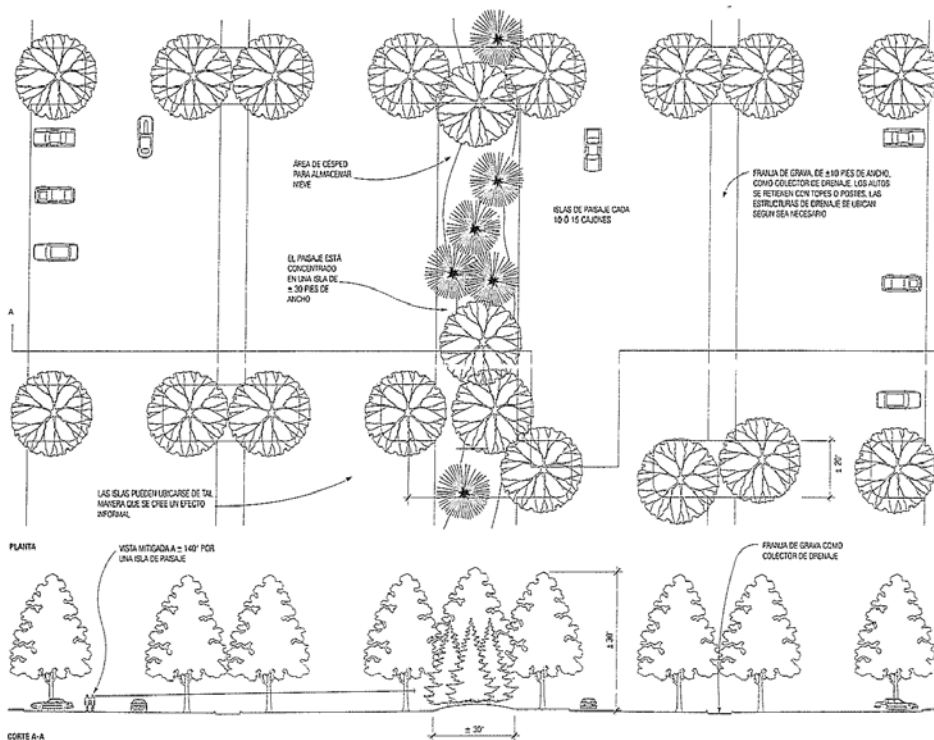 ÁREA DE CÉSPED
PARA ALMACENAR
NIEVE
ISLAS DE PAISAJE CADA
10 Ó 15 CAJONES
FRANJA DE GRAVA, DE ±10 PIES DE ANCHO,
COMO COLECTOR DE DRENAJE. LOS AUTOS
SE RETIENEN CON TOPES O POSTES. LAS
ESTRUCTURAS DE DRENAJE SE UBICAN
SEGÚN SEA NECESARIO
EL PAISAJE ESTÁ
CONCENTRADO
EN UNA ISLA DE
± 30 PIES DE
ANCHO
A
± 20"
LAS ISLAS PUEDEN UBICARSE DE TAL
MANERA QUE SE CREE UN EFECTO
INFORMAL
PLANTA
VISTA MITIGADA A ± 140° POR
UNA ISLA DE PAISAJE
FRANJA DE GRAVA COMO
COLECTOR DE DRENAJE
± 30"
± 30"
CORTE A-A